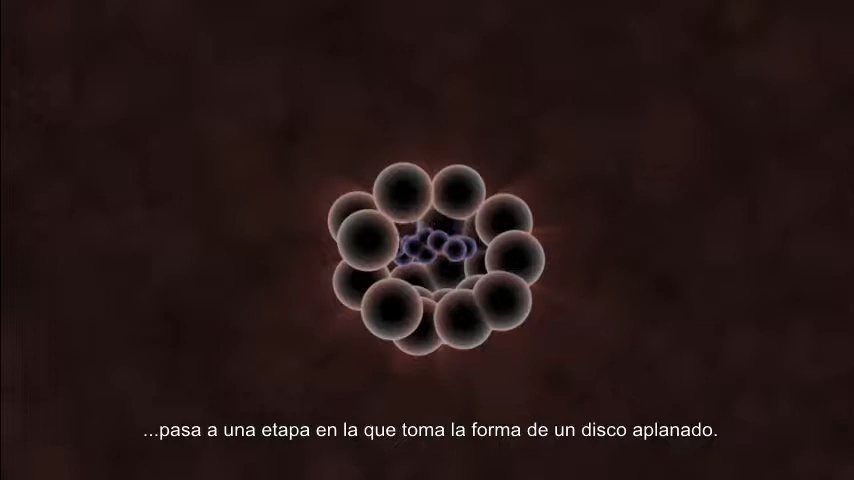 ...pasa a una etapa en la que toma la forma de un disco aplanado.